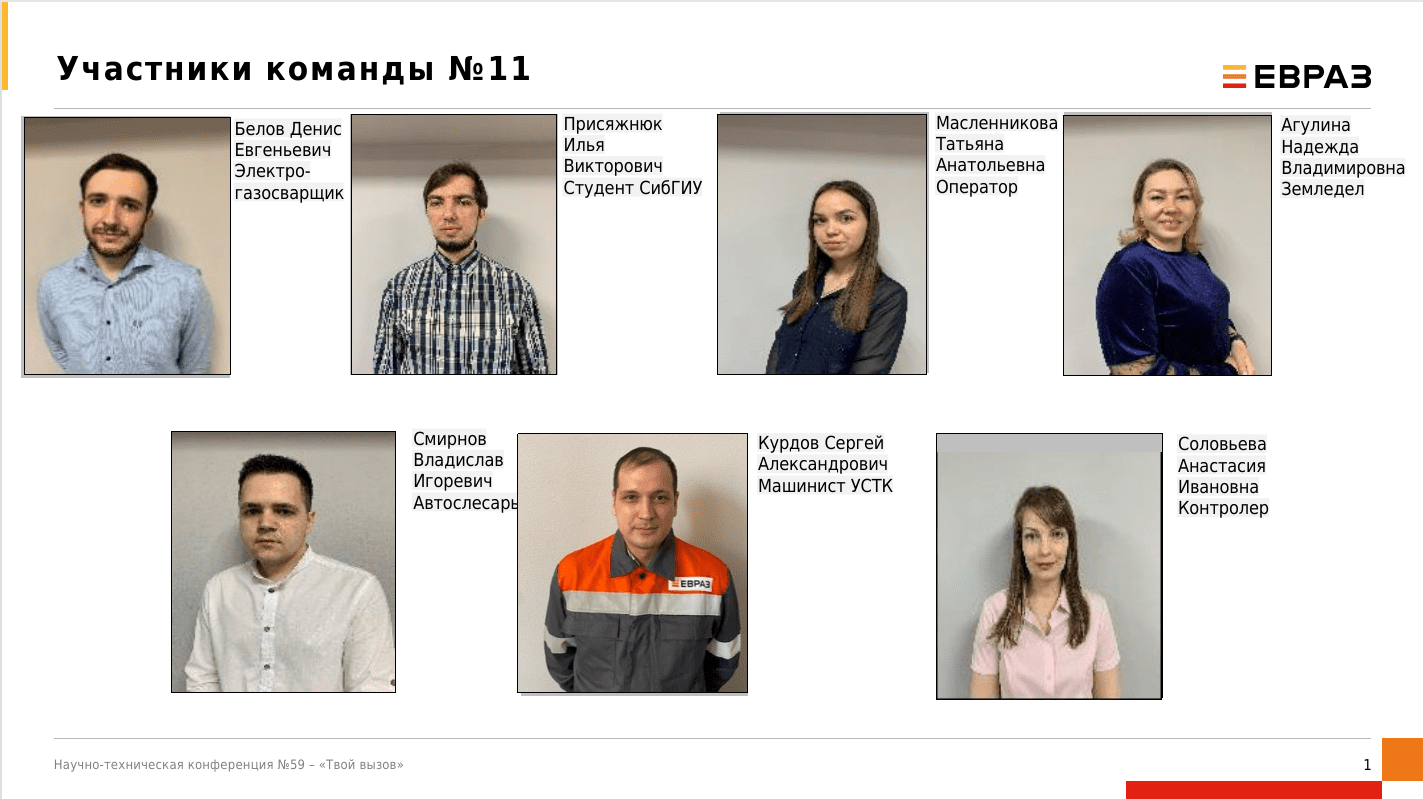 Участники команды №11
ЕВРАЗ
Белов Денис
Евгеньевич
Электро-
газосварщик
Присяжнюк
Илья
Викторович
Студент СибГИУ
Масленникова
Татьяна
Анатольевна
Оператор
Агулина
Надежда
Владимировна
Земледел
Смирнов
Владислав
Игоревич
Автослесарь
ЕВРАЗ
Курдов Сергей
Александрович
Машинист УСТК
Соловьева
Анастасия
Ивановна
Контролер
Научно-техническая конференция №59 – «Твой вызов»
1